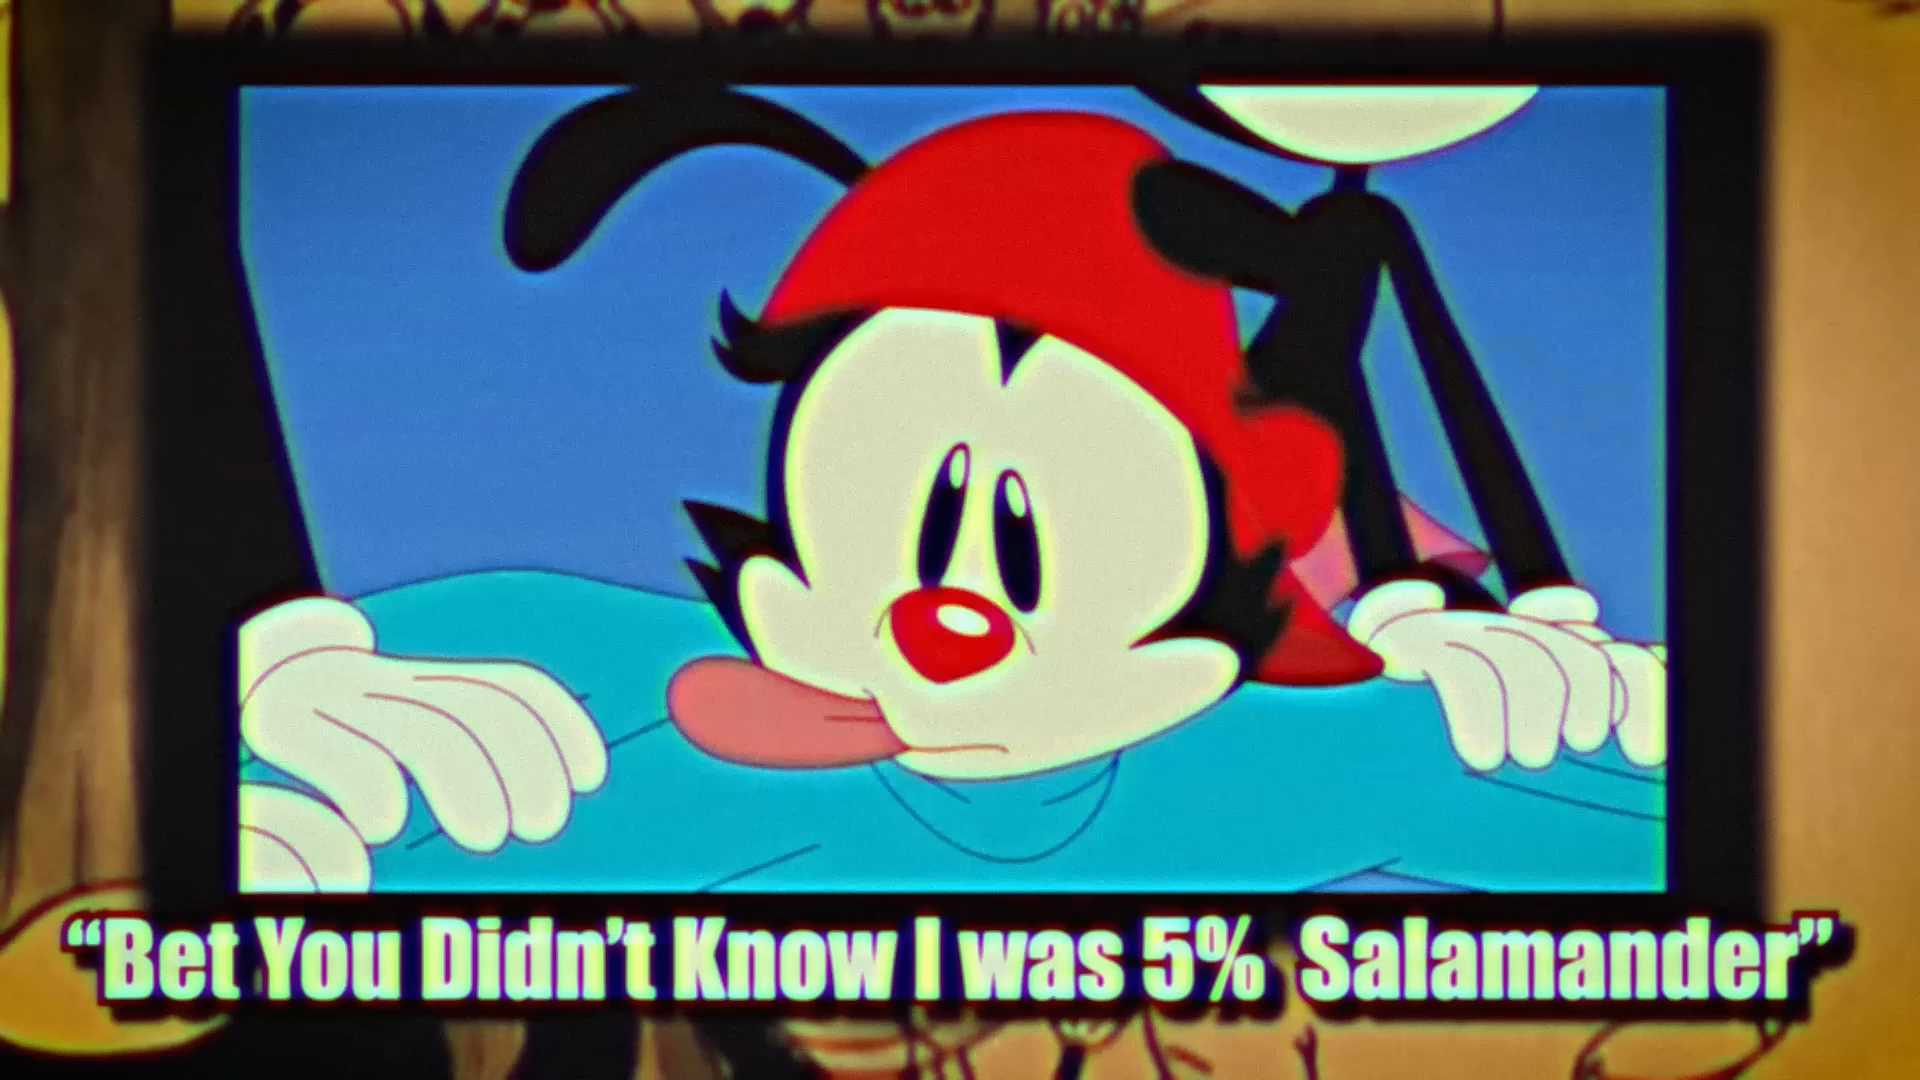 “Bet You Didn’t Know I was 5% Salamander”